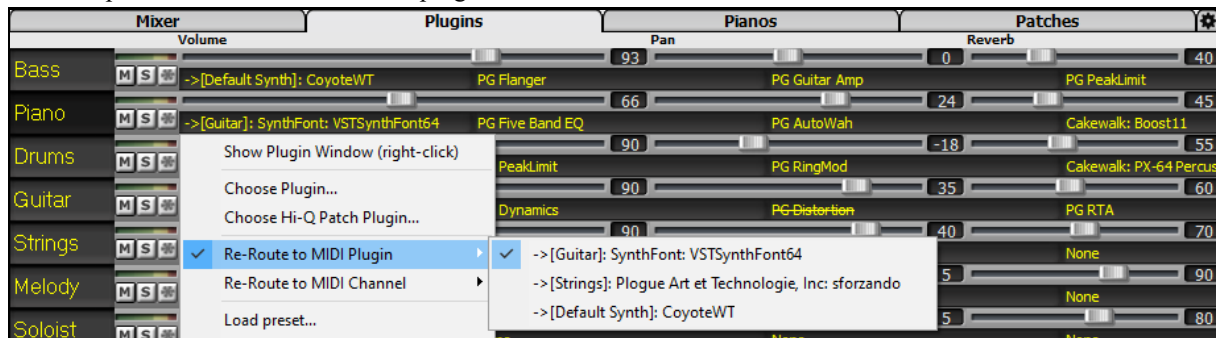 Mixer Plugins Pianos Patches
Volume Pan Reverb
Bass M S 93 0 40
->[Default Synth]: CoyoteWT PG Flanger PG Guitar Amp PG PeakLimit
Piano M S 66 24 45
->[Guitar]: SynthFont: VSTSynthFont64 PG Five Band EQ PG AutoWah Cakewalk: Boost11
Drums M S 90 -18 55
PeakLimit PG RingMod Cakewalk: PX-64 Percus
Guitar M S 90 35 60
Dynamics PG Distortion PG RTA
Strings M S 90 40 70
None
Melody M S 5 90
None
Soloist M S 5 80
Show Plugin Window (right-click)
Choose Plugin...
Choose Hi-Q Patch Plugin...
Re-Route to MIDI Plugin
Re-Route to MIDI Channel
Load preset...
->[Guitar]: SynthFont: VSTSynthFont64
->[Strings]: Plogue Art et Technologie, Inc: sforzando
->[Default Synth]: CoyoteWT